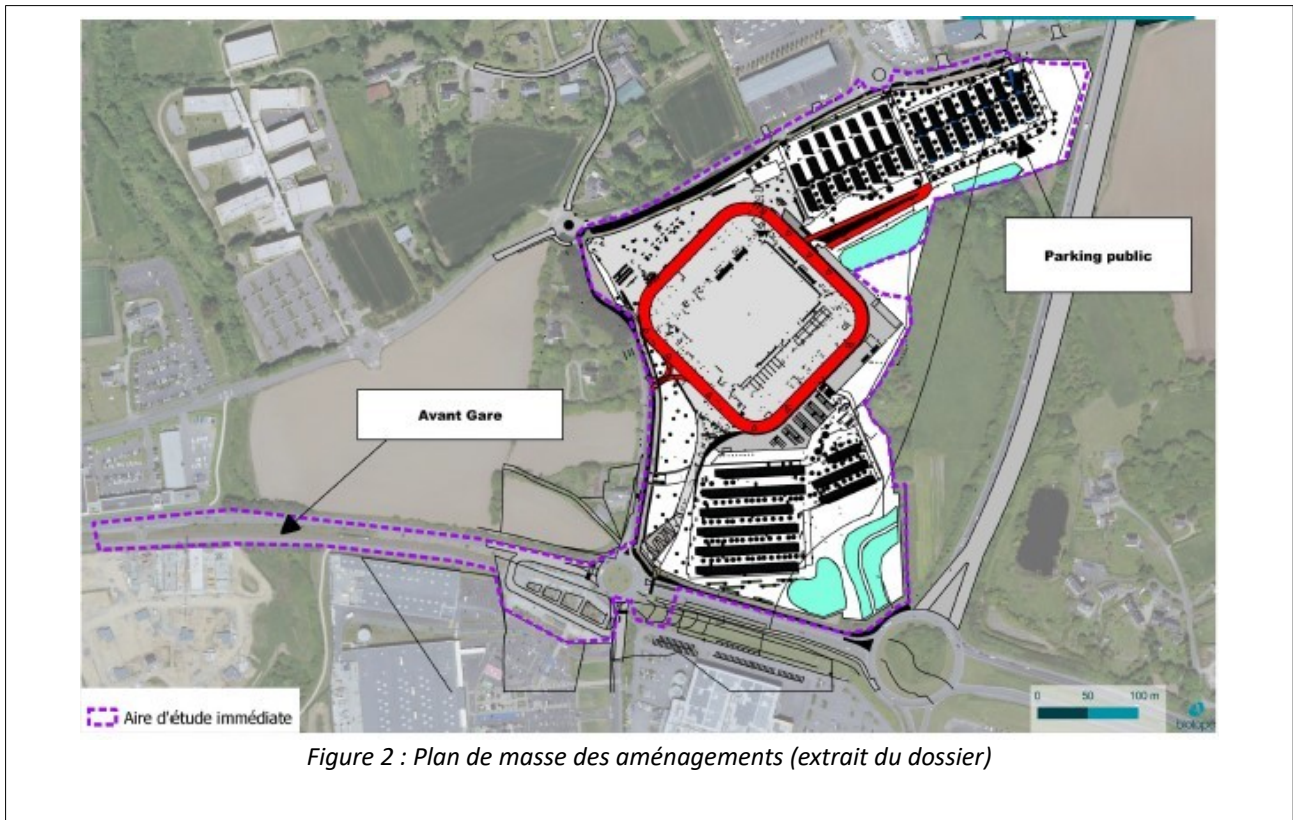 Parking public
Avant Gare
Aire d'étude immédiate
0 50 100 m
biotope
Figure 2 : Plan de masse des aménagements (extrait du dossier)